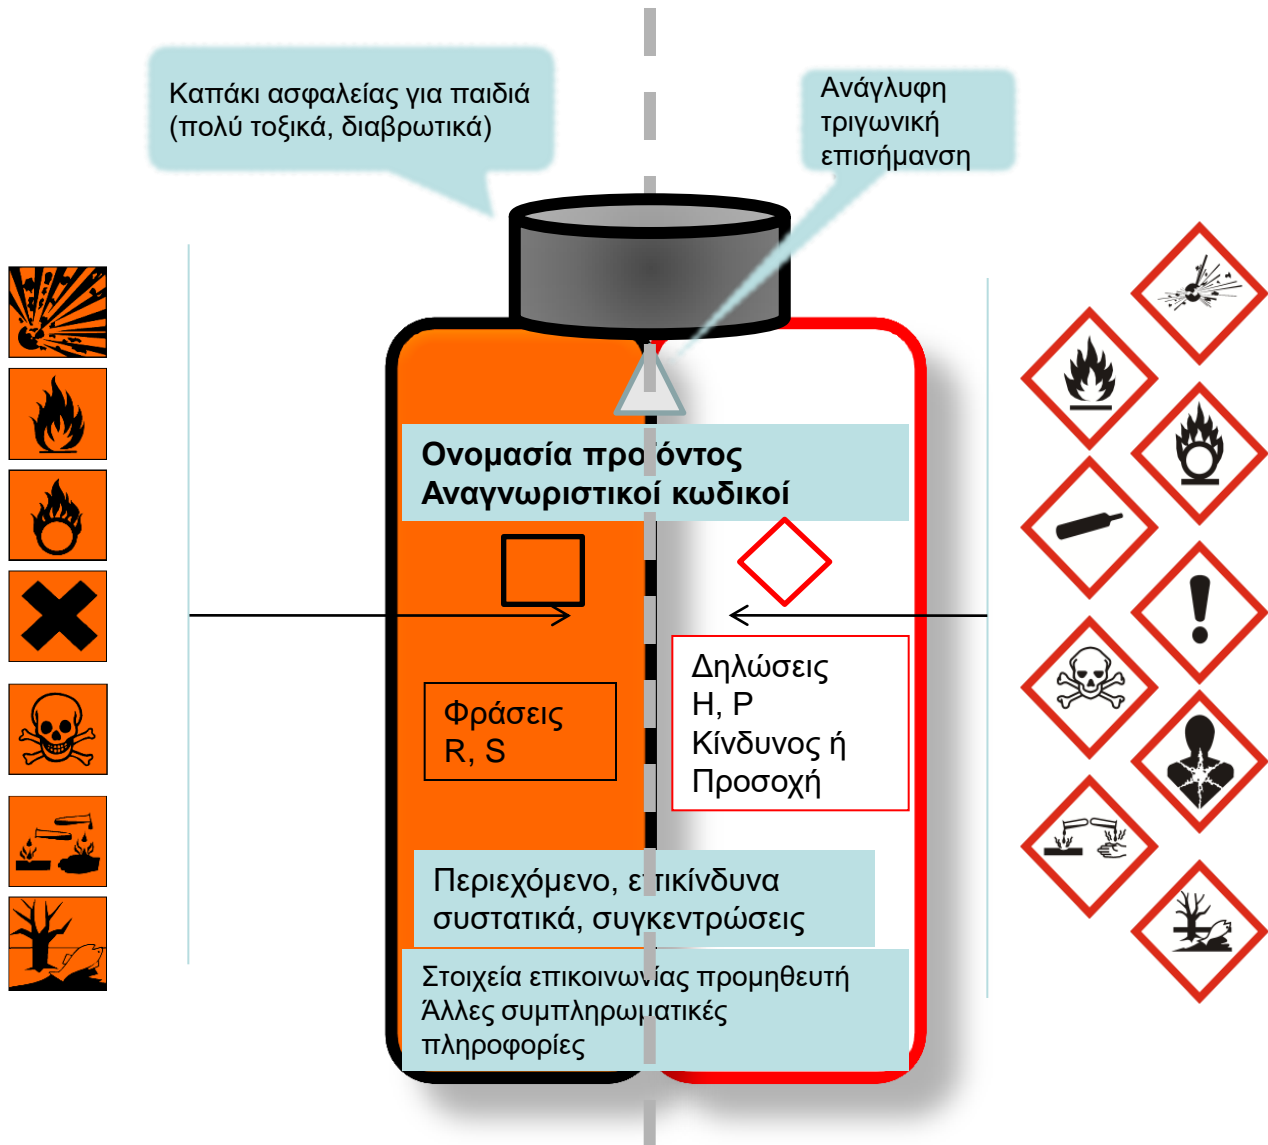 Καπάκι ασφαλείας για παιδιά
(πολύ τοξικά, διαβρωτικά)
Ανάγλυφη
τριγωνική
επισήμανση
Ονομασία προϊόντος
Αναγνωριστικοί κωδικοί
Φράσεις
R, S
Δηλώσεις
H, P
Κίνδυνος ή
Προσοχή
Περιεχόμενο, επικίνδυνα
συστατικά, συγκεντρώσεις
Στοιχεία επικοινωνίας προμηθευτή
Άλλες συμπληρωματικές
πληροφορίες